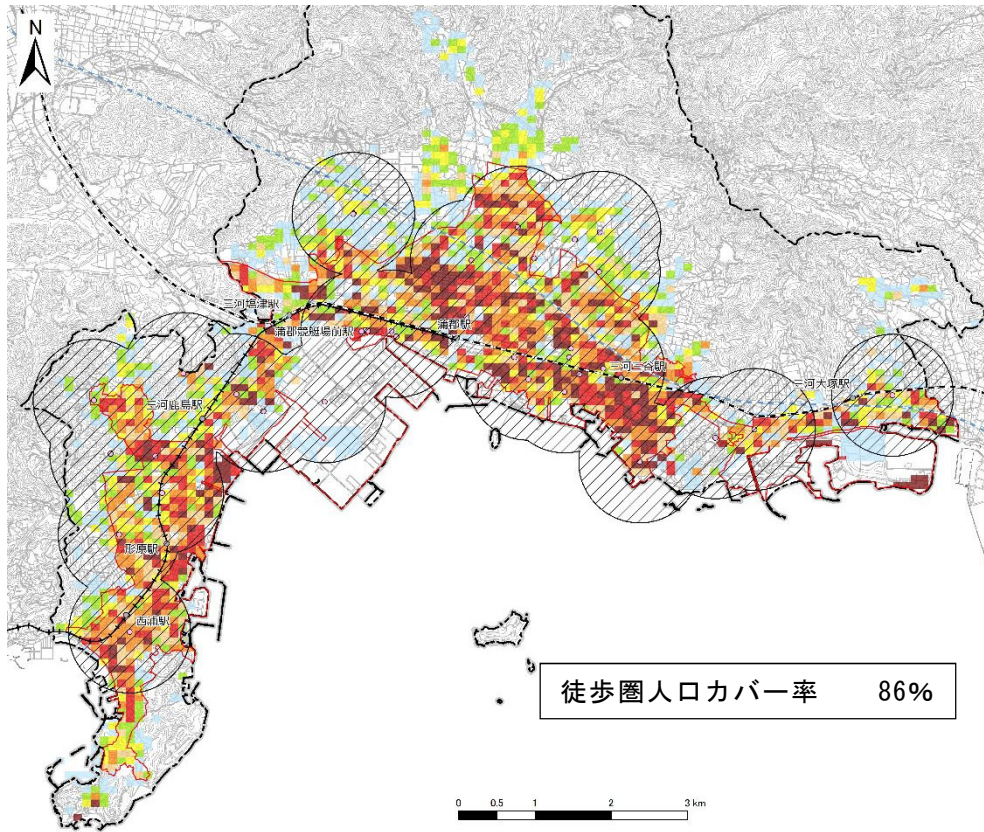 N
三河塩津駅
蒲郡競艇場前駅
蒲郡駅
三河三谷駅
三河大塚駅
三河鹿島駅
形原駅
西浦駅
徒歩圏人口カバー率 86%
0 0.5 1 2 3 km